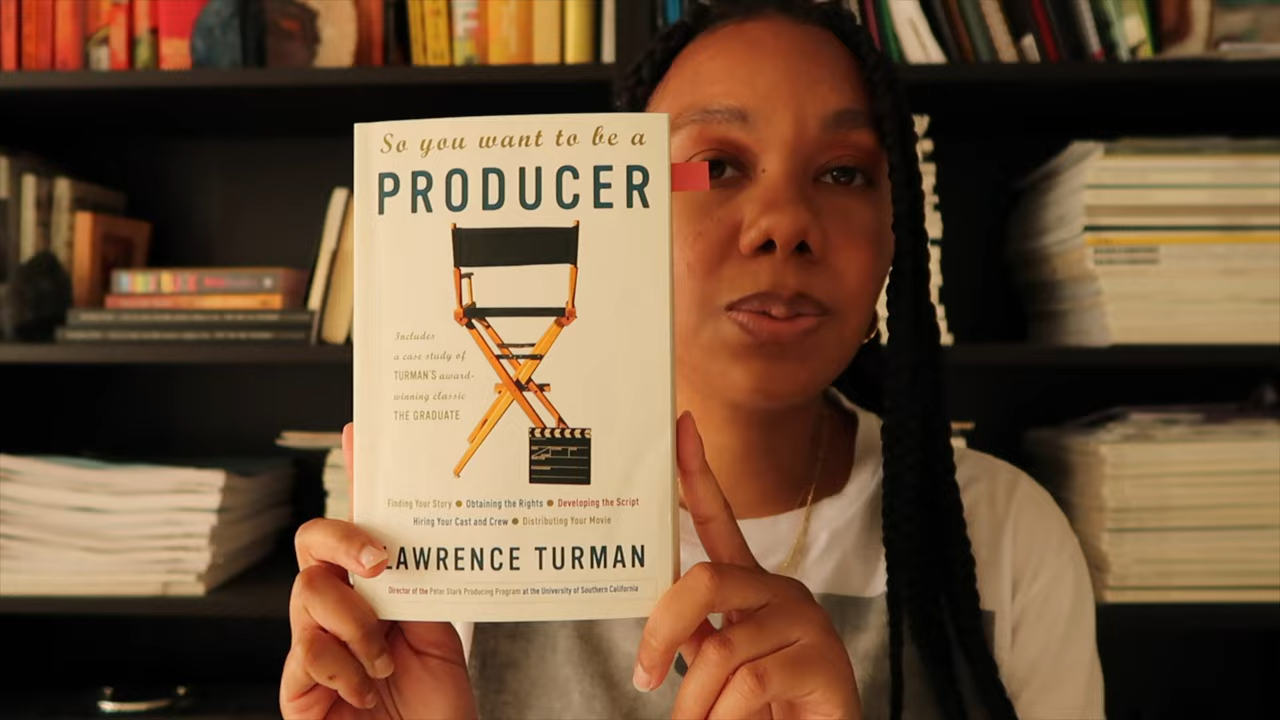 So you want to be a
PRODUCER
Includes
a case study of
TURMAN'S award-
winning classic
THE GRADUATE
Finding Your Story ● Obtaining the Rights ● Developing the Script
Hiring Your Cast and Crew ● Distributing Your Movie
LAWRENCE TURMAN
Director of the Peter Stark Producing Program at the University of Southern California